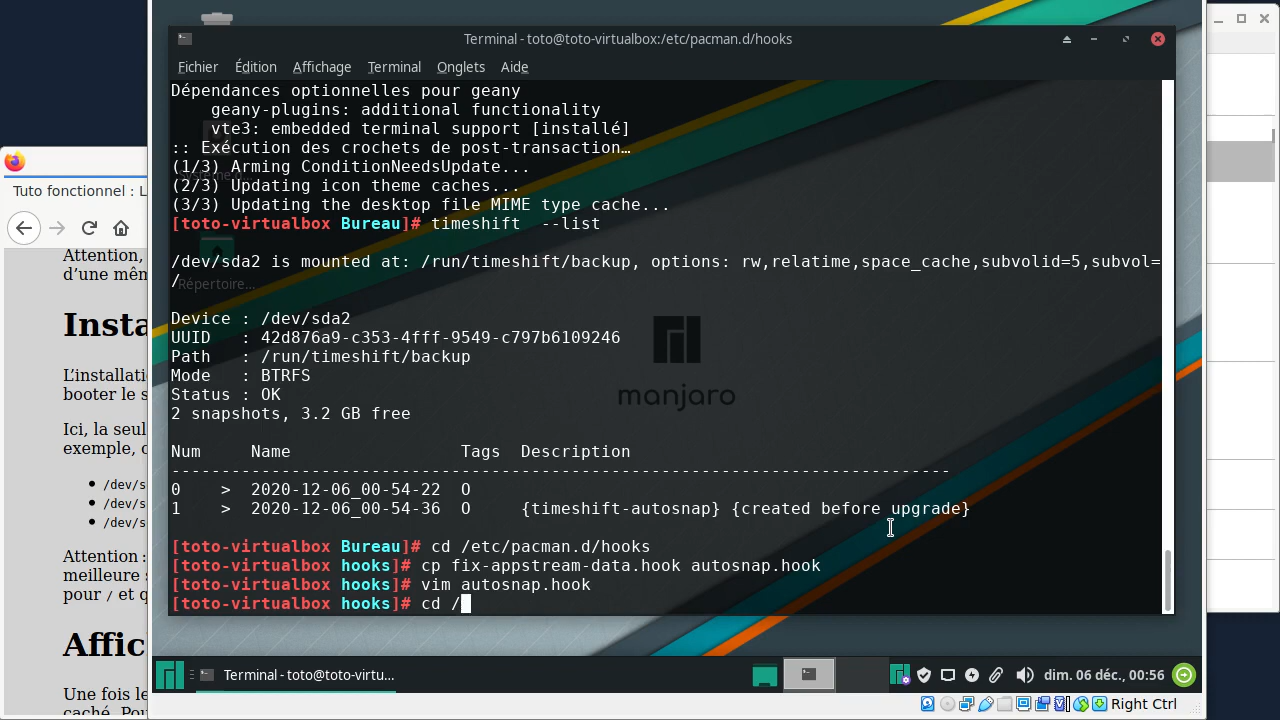 Terminal - toto@toto-virtualbox:/etc/pacman.d/hooks
Fichier Édition Affichage Terminal Onglets Aide
Dépendances optionnelles pour geany
geany-plugins: additional functionality
vte3: embedded terminal support [installé]
:: Exécution des crochets de post-transaction…
(1/3) Arming ConditionNeedsUpdate...
(2/3) Updating icon theme caches...
(3/3) Updating the desktop file MIME type cache...
[toto-virtualbox Bureau]# timeshift  --list
/dev/sda2 is mounted at: /run/timeshift/backup, options: rw,relatime,space_cache,subvolid=5,subvol=
/
Répertoire...
Device : /dev/sda2
UUID   : 42d876a9-c353-4fff-9549-c797b6109246
Path   : /run/timeshift/backup
Mode   : BTRFS
Status : OK
2 snapshots, 3.2 GB free
manjaro
Num     Name                 Tags  Description
------------------------------------------------------------------------------
0    >  2020-12-06_00-54-22  O
1    >  2020-12-06_00-54-36  O     {timeshift-autosnap} {created before upgrade}
[toto-virtualbox Bureau]# cd /etc/pacman.d/hooks
[toto-virtualbox hooks]# cp fix-appstream-data.hook autosnap.hook
[toto-virtualbox hooks]# vim autosnap.hook
[toto-virtualbox hooks]# cd /
Terminal - toto@toto-virtu...
dim. 06 déc., 00:56
Right Ctrl
Tuto fonctionnel : L
Attention,
d’une mêm
Insta
L’installati
booter le s
Ici, la seul
exemple, c
/dev/s
/dev/s
/dev/s
Attention :
meilleure s
pour / et q
Affic
Une fois le
caché. Pou